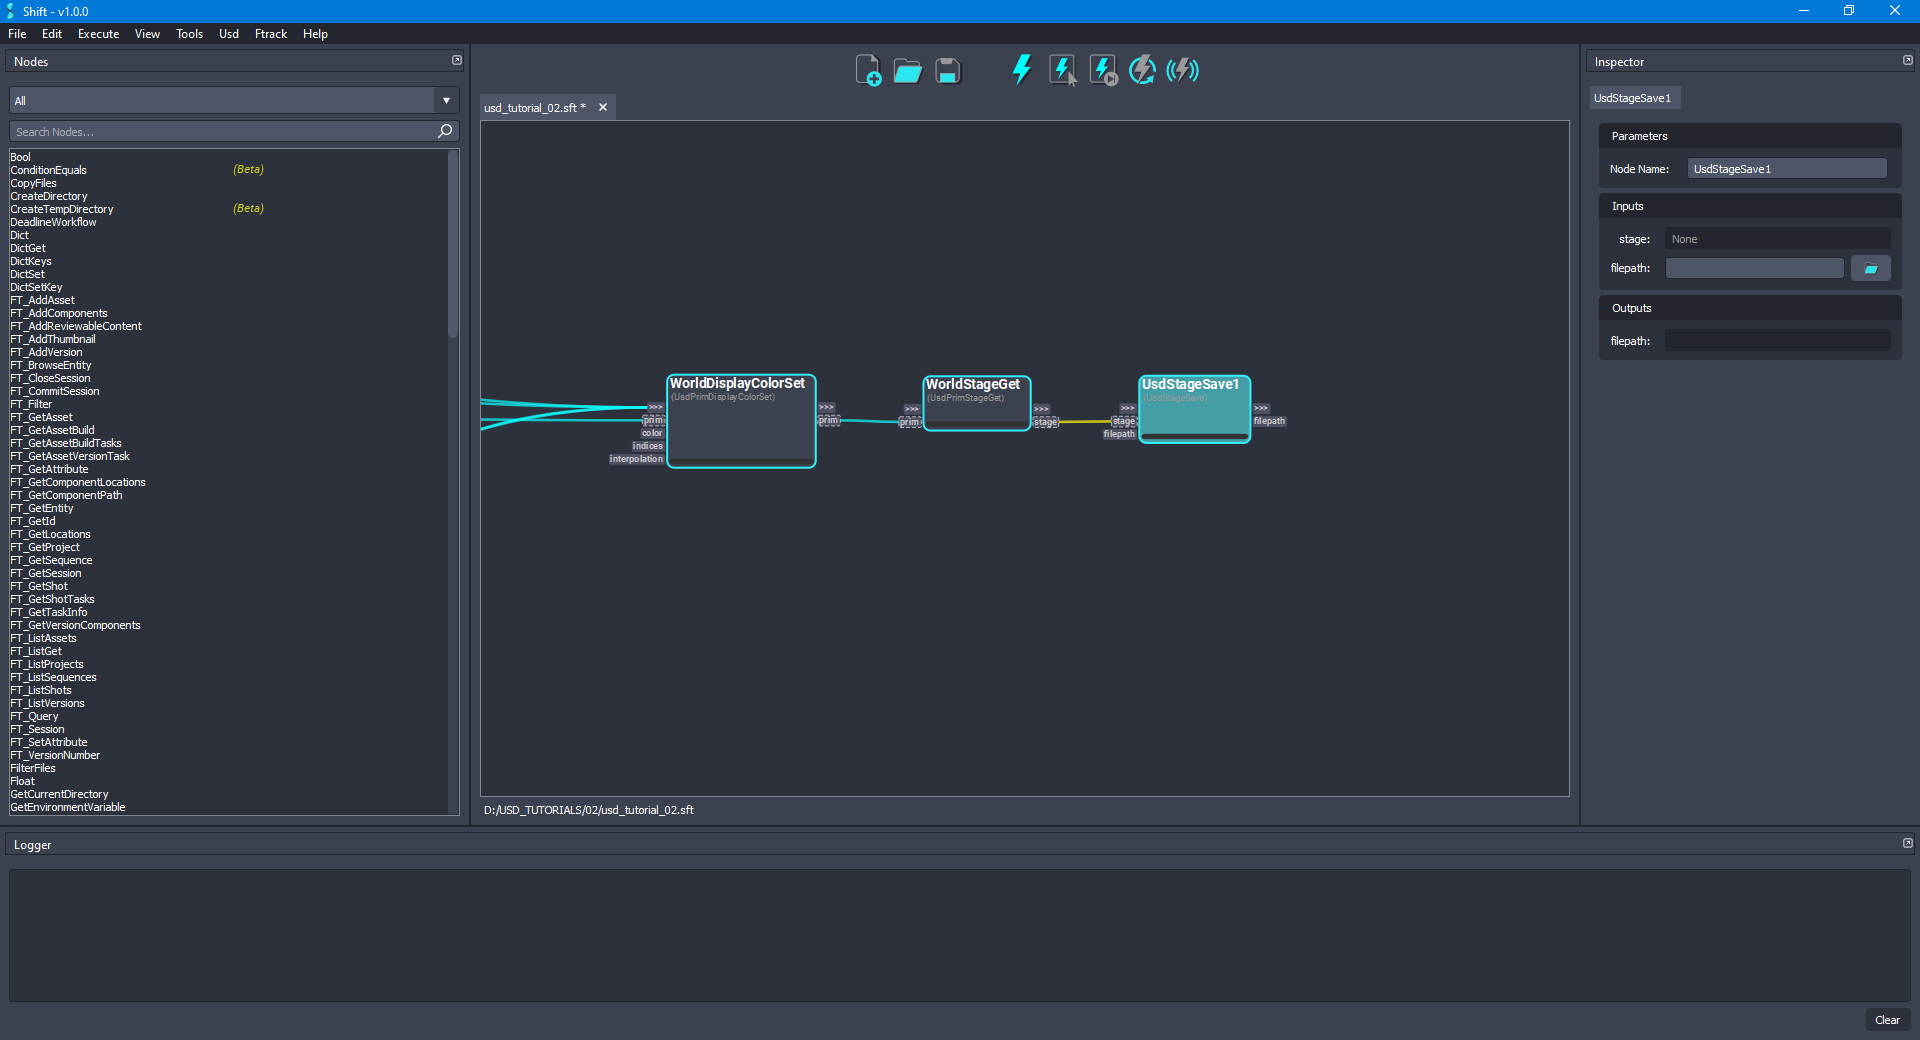 Shift - v1.0.0
File Edit Execute View Tools Usd Ftrack Help
Nodes
All
Search Nodes...
Bool
ConditionEquals (Beta)
CopyFiles
CreateDirectory
CreateTempDirectory (Beta)
DeadlineWorkflow
Dict
DictGet
DictKeys
DictSet
DictSetKey
FT_AddAsset
FT_AddComponents
FT_AddReviewableContent
FT_AddThumbnail
FT_AddVersion
FT_BrowseEntity
FT_CloseSession
FT_CommitSession
FT_Filter
FT_GetAsset
FT_GetAssetBuild
FT_GetAssetBuildTasks
FT_GetAssetVersionTask
FT_GetAttribute
FT_GetComponentLocations
FT_GetComponentPath
FT_GetEntity
FT_GetId
FT_GetLocations
FT_GetProject
FT_GetSequence
FT_GetSession
FT_GetShot
FT_GetShotTasks
FT_GetTaskInfo
FT_GetVersionComponents
FT_ListAssets
FT_ListGet
FT_ListProjects
FT_ListSequences
FT_ListShots
FT_ListVersions
FT_Query
FT_Session
FT_SetAttribute
FT_VersionNumber
FilterFiles
Float
GetCurrentDirectory
GetEnvironmentVariable
usd_tutorial_02.sft *
WorldDisplayColorSet
(UsdPrimDisplayColorSet)
>>> >>>
prim prim
color
indices
interpolation
WorldStageGet
(UsdPrimStageGet)
>>> >>>
prim stage
UsdStageSave1
(UsdStageSave)
>>> >>>
stage filepath
filepath
D:/USD_TUTORIALS/02/usd_tutorial_02.sft
Inspector
UsdStageSave1
Parameters
Node Name: UsdStageSave1
Inputs
stage: None
filepath:
Outputs
filepath:
Logger
Clear